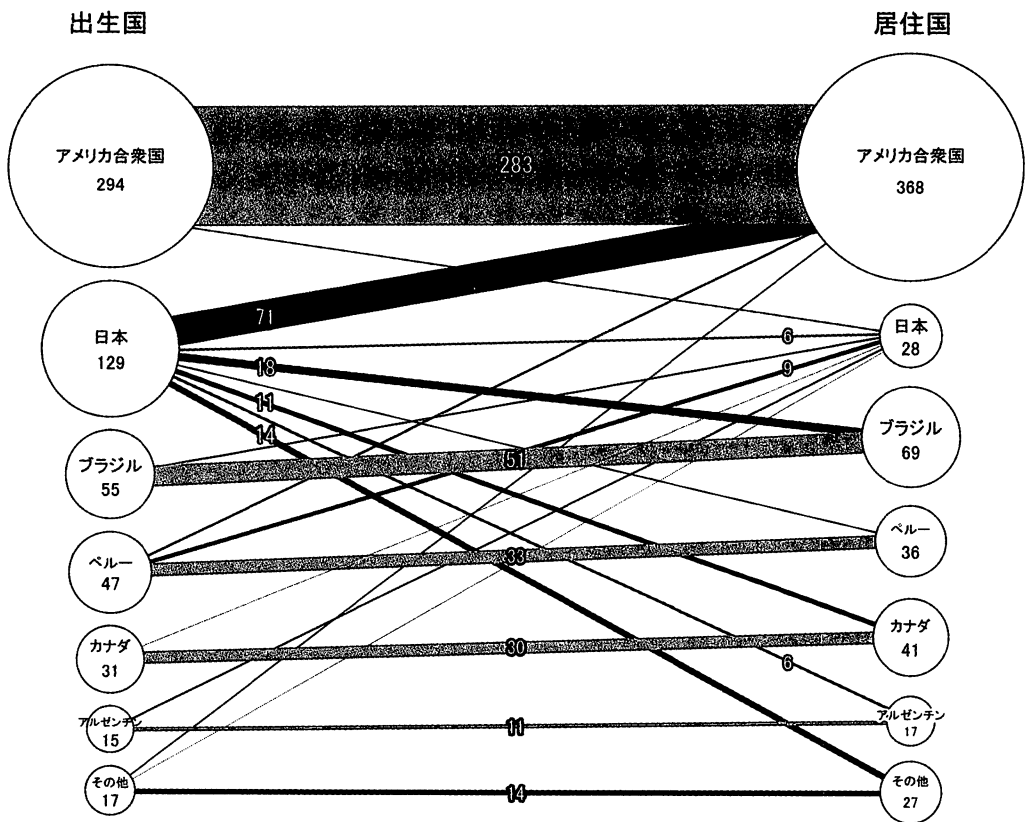 出生国
居住国
アメリカ合衆国
294
283
アメリカ合衆国
368
日本
129
71
6
日本
28
18
9
11
14
ブラジル
69
ブラジル
55
51
ペルー
47
33
ペルー
36
カナダ
31
30
カナダ
41
6
アルゼンチン
15
11
アルゼンチン
17
その他
17
14
その他
27